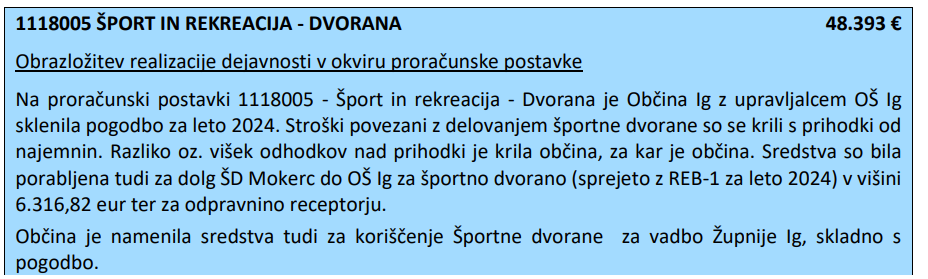 1118005 ŠPORT IN REKREACIJA - DVORANA 48.393 €
Obrazložitev realizacije dejavnosti v okviru proračunske postavke
Na proračunski postavki 1118005 - Šport in rekreacija - Dvorana je Občina Ig z upravljalcem OŠ Ig
sklenila pogodbo za leto 2024. Stroški povezani z delovanjem športne dvorane so se krili s prihodki od
najemnin. Razliko oz. višek odhodkov nad prihodki je krila občina, za kar je občina. Sredstva so bila
porabljena tudi za dolg ŠD Mokerc do OŠ Ig za športno dvorano (sprejeto z REB-1 za leto 2024) v višini
6.316,82 eur ter za odpravnino receptorju.
Občina je namenila sredstva tudi za koriščenje Športne dvorane  za vadbo Župnije Ig, skladno s
pogodbo.